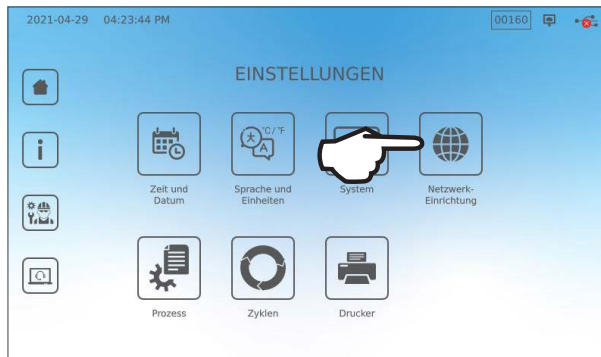 2021-04-29 04:23:44 PM
00160
EINSTELLUNGEN
°C/°F
A
Zeit und
Datum
Sprache und
Einheiten
System
Netzwerk-
Einrichtung
Prozess
Zyklen
Drucker